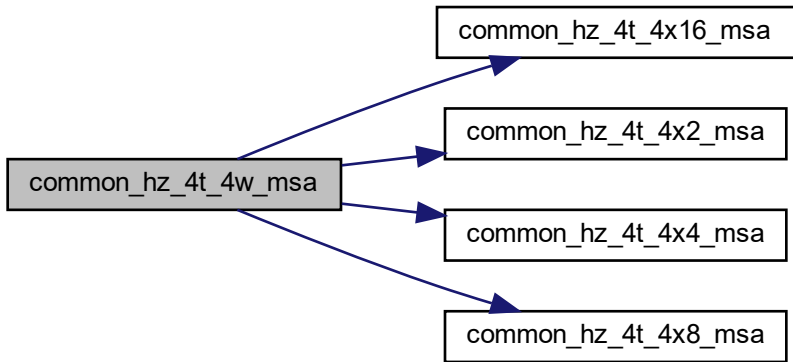 common_hz_4t_4x16_msa
common_hz_4t_4x2_msa
common_hz_4t_4w_msa
common_hz_4t_4x4_msa
common_hz_4t_4x8_msa